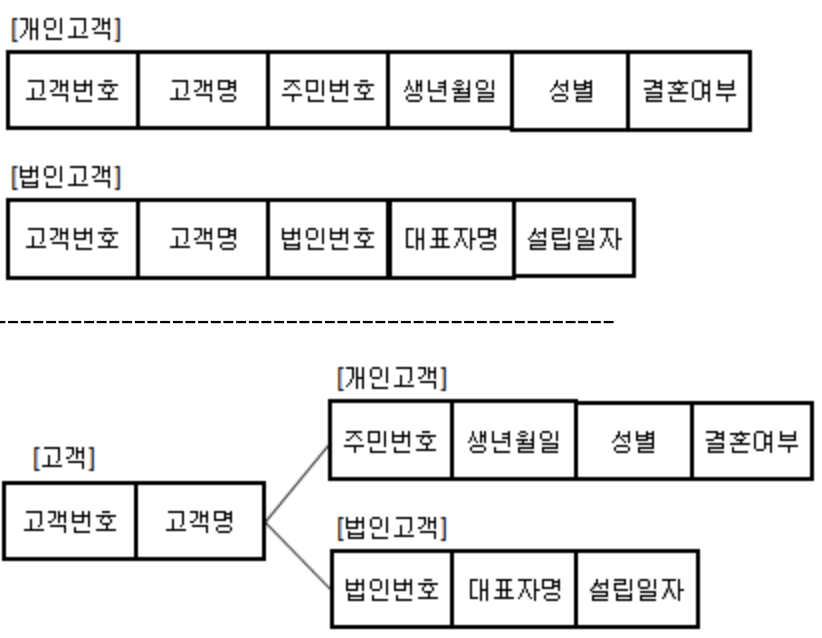 [개인고객]
고객번호 고객명 주민번호 생년월일 성별 결혼여부
[법인고객]
고객번호 고객명 법인번호 대표자명 설립일자
[개인고객]
주민번호 생년월일 성별 결혼여부
[고객]
고객번호 고객명
[법인고객]
법인번호 대표자명 설립일자